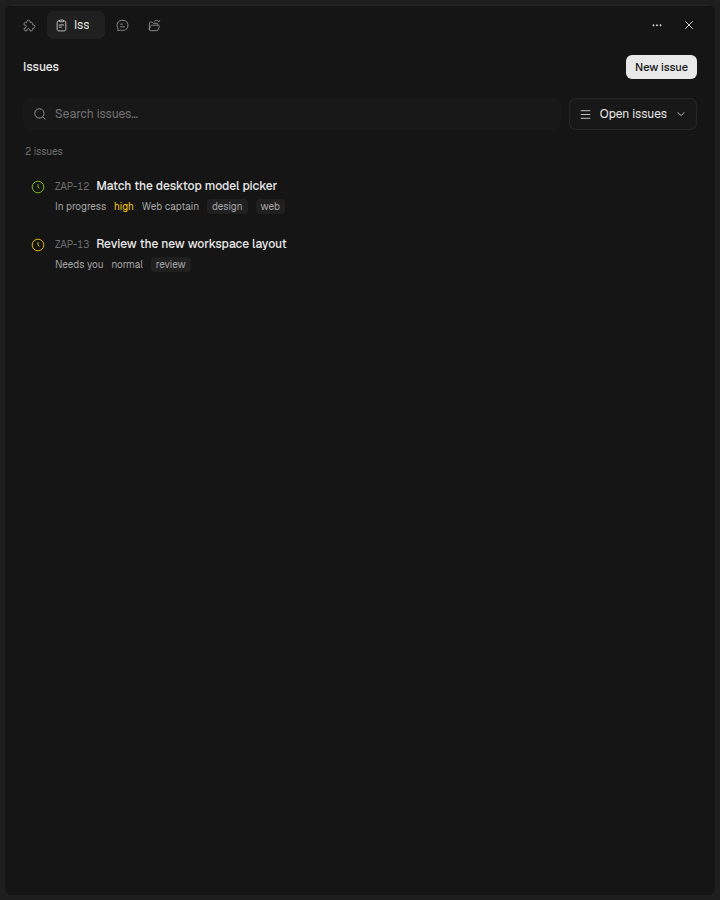 Iss
Issues
New issue
Search issues...
Open issues
2 issues
ZAP-12 Match the desktop model picker
In progress high Web captain design web
ZAP-13 Review the new workspace layout
Needs you normal review